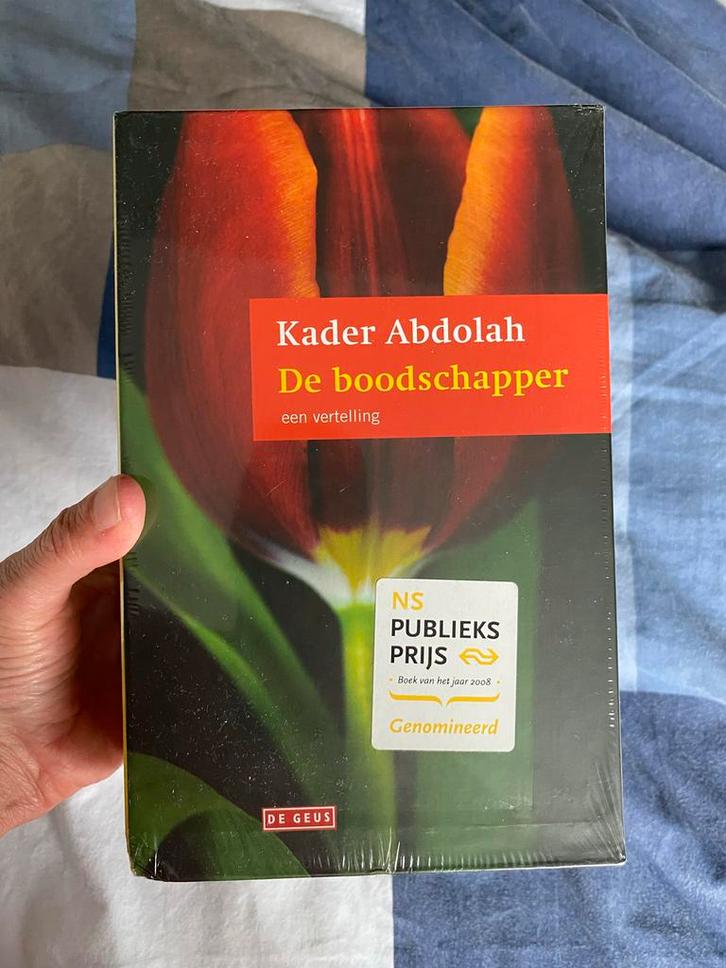 Kader Abdolah
De boodschapper
een vertelling
NS
PUBLIEKS
PRIJS
• Boek van het jaar 2008 •
Genomineerd
DE GEUS